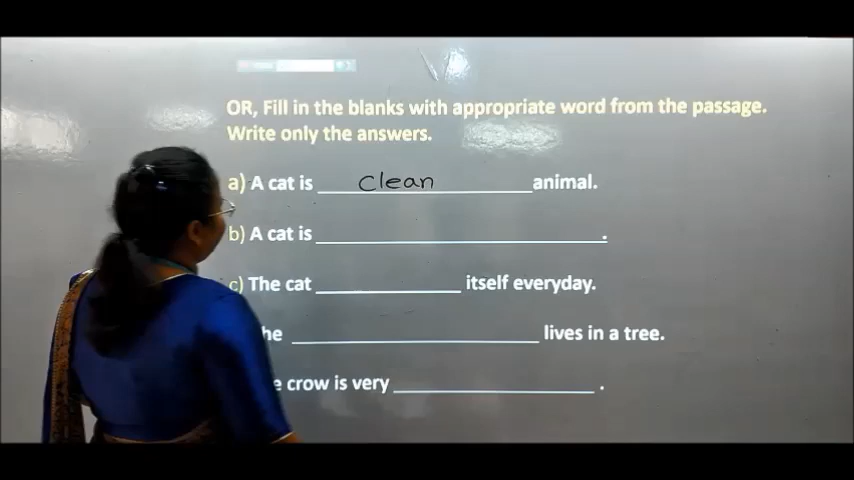 OR, Fill in the blanks with appropriate word from the passage.
Write only the answers.
a) A cat is clean animal.
b) A cat is .
c) The cat itself everyday.
he lives in a tree.
e crow is very .